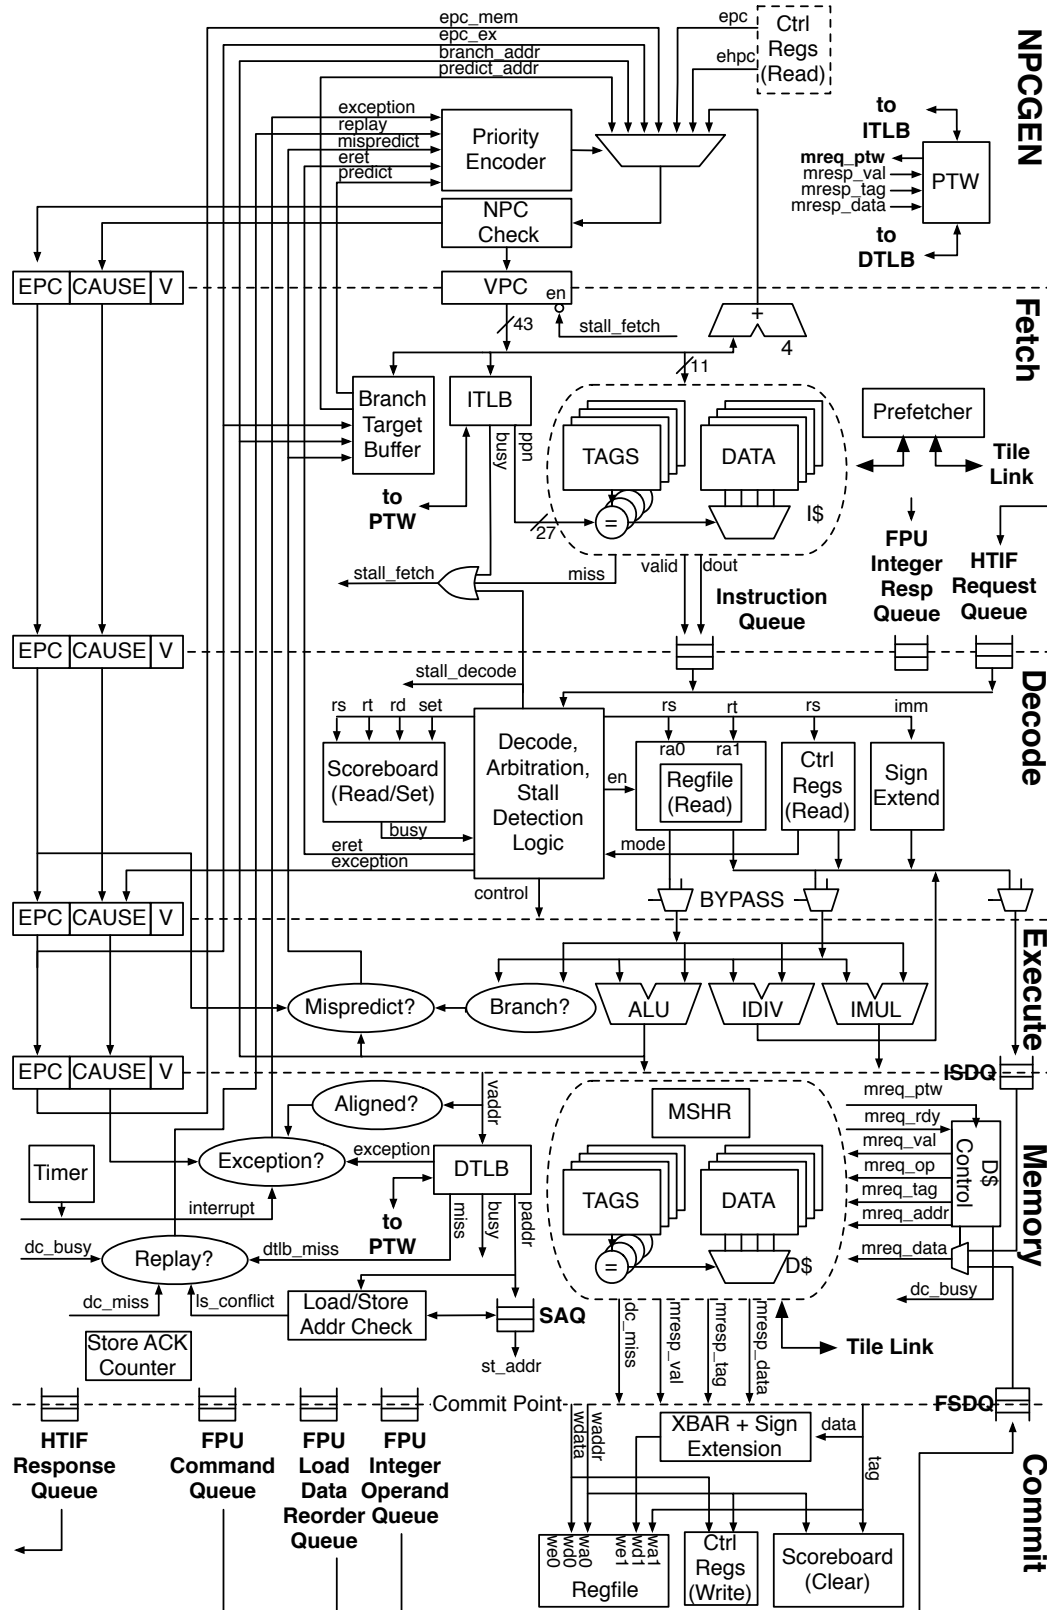 epc_mem
epc_ex
branch_addr
predict_addr
epc
ehpc
Ctrl
Regs
(Read)
NPCGEN
exception
replay
mispredict
eret
predict
Priority
Encoder
to
ITLB
mreq_ptw
mresp_val
mresp_tag
mresp_data
PTW
to
DTLB
NPC
Check
EPC CAUSE V
VPC
en
Fetch
43
stall_fetch
+
4
11
Branch
Target
Buffer
ITLB
busy
ppn
TAGS
DATA
=
I$
Prefetcher
Tile
Link
to
PTW
27
stall_fetch
miss
valid
dout
Instruction
Queue
FPU
Integer
Resp
Queue
HTIF
Request
Queue
EPC CAUSE V
Decode
stall_decode
rs rt rd set
Scoreboard
(Read/Set)
busy
eret
exception
Decode,
Arbitration,
Stall
Detection
Logic
control
en
rs
rt
rs
imm
ra0
ra1
Regfile
(Read)
Ctrl
Regs
(Read)
Sign
Extend
mode
BYPASS
EPC CAUSE V
Execute
Mispredict?
Branch?
ALU
IDIV
IMUL
EPC CAUSE V
ISDQ
Memory
Aligned?
vaddr
Timer
Exception?
exception
DTLB
interrupt
to
PTW
miss
busy
paddr
dc_busy
Replay?
dtlb_miss
dc_miss
ls_conflict
Load/Store
Addr Check
SAQ
st_addr
Store ACK
Counter
MSHR
TAGS
DATA
=
D$
mreq_ptw
mreq_rdy
mreq_val
mreq_op
mreq_tag
mreq_addr
mreq_data
D$
Control
dc_busy
dc_miss
mresp_val
mresp_tag
mresp_data
Tile Link
Commit Point
FSDQ
Commit
HTIF
Response
Queue
FPU
Command
Queue
FPU
Load
Data
Reorder
Queue
FPU
Integer
Operand
Queue
wdata
waddr
XBAR + Sign
Extension
data
tag
we0
wd0
wa0
we1
wd1
wa1
Regfile
Ctrl
Regs
(Write)
Scoreboard
(Clear)